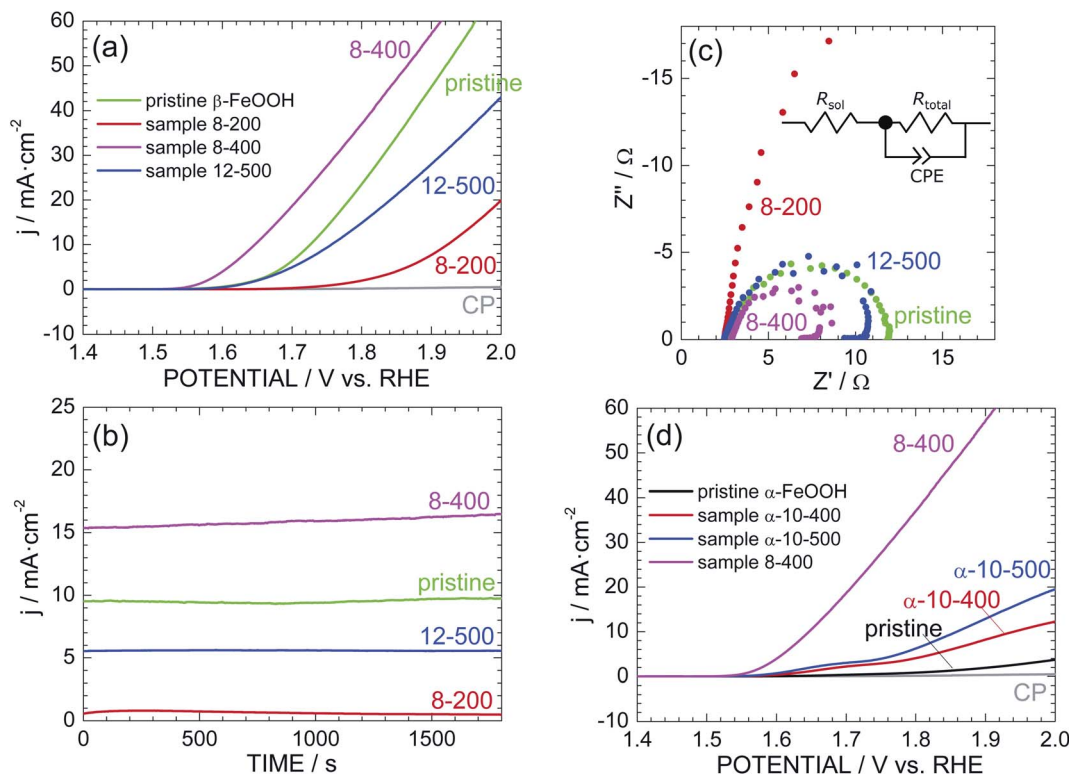 (a)
60
50
40
30
20
10
0
-10
j / mA·cm-2
8-400
pristine
12-500
8-200
CP
pristine β-FeOOH
sample 8-200
sample 8-400
sample 12-500
1.4 1.5 1.6 1.7 1.8 1.9 2.0
POTENTIAL / V vs. RHE
(c)
-15
-10
-5
0
Z'' / Ω
Rsol
Rtotal
CPE
8-200
12-500
8-400
pristine
0 5 10 15
Z' / Ω
(b)
25
20
15
10
5
0
j / mA·cm-2
8-400
pristine
12-500
8-200
0 500 1000 1500
TIME / s
(d)
60
50
40
30
20
10
0
-10
j / mA·cm-2
8-400
pristine α-FeOOH
sample α-10-400
sample α-10-500
sample 8-400
α-10-500
α-10-400
pristine
CP
1.4 1.5 1.6 1.7 1.8 1.9 2.0
POTENTIAL / V vs. RHE